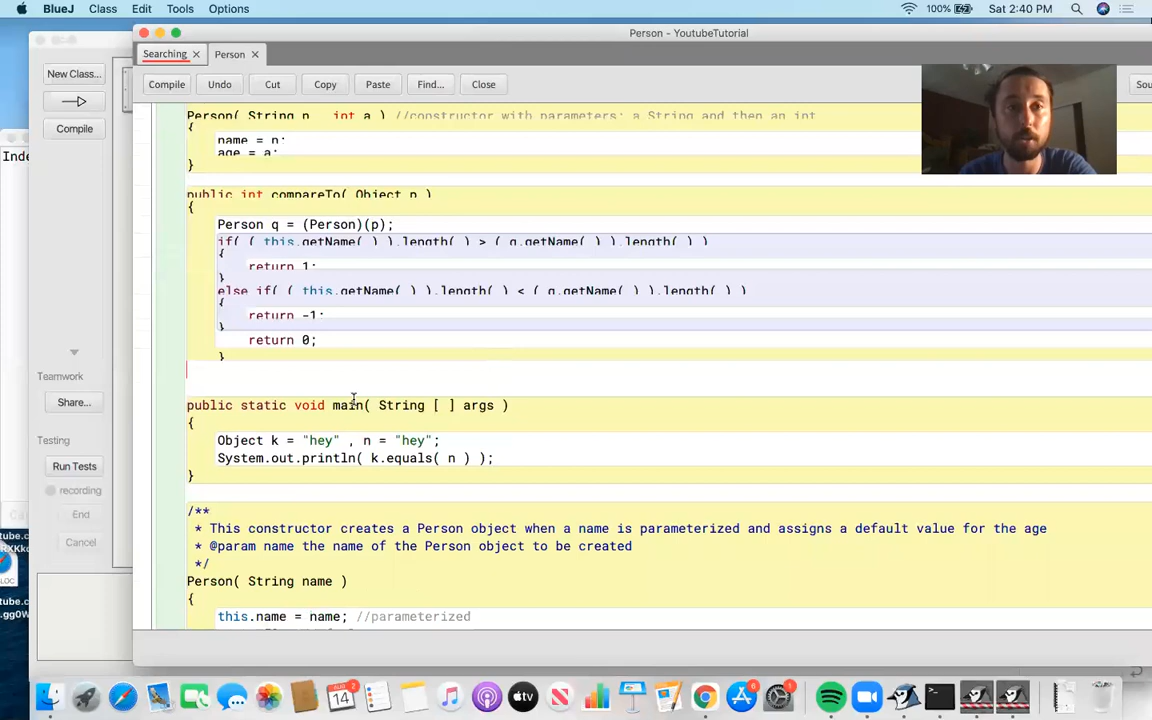 BlueJ Class Edit Tools Options 100% Sat 2:40 PM
Person - YoutubeTutorial
Searching Person
New Class...
Compile Undo Cut Copy Paste Find... Close Sou
Compile
Inde
Person( String n int a ) //constructor with parameters: a String and then an int
{
name = n;
age = a;
}
public int compareTo( Object p )
{
Person q = (Person)(p);
if( ( this.getName( ) ).length( ) > ( q.getName( ) ).length( ) )
{
return 1;
}
else if( ( this.getName( ) ).length( ) < ( q.getName( ) ).length( ) )
{
return -1;
}
return 0;
}
Teamwork
Share...
public static void main( String [ ] args )
{
Object k = "hey" , n = "hey";
System.out.println( k.equals( n ) );
}
Testing
Run Tests
recording
End
Cancel
/**
* This constructor creates a Person object when a name is parameterized and assigns a default value for the age
* @param name the name of the Person object to be created
*/
Person( String name )
{
this.name = name; //parameterized
LOC
tube.c
14
tv